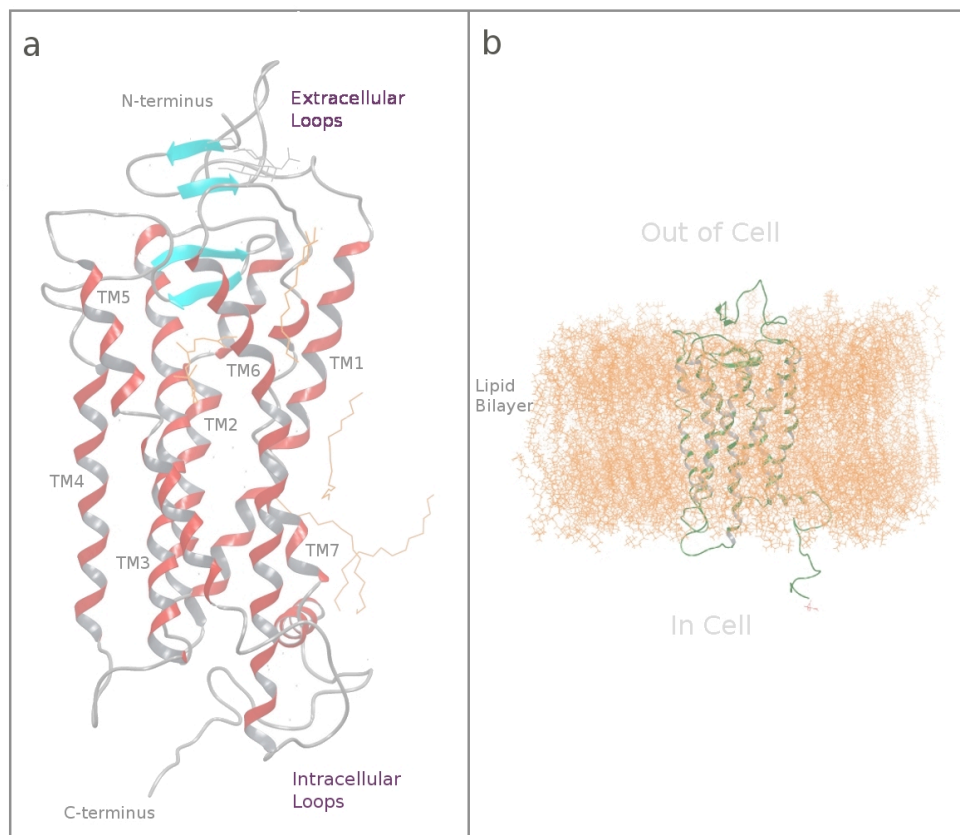 a
N-terminus
Extracellular
Loops
TM5
TM6
TM1
TM2
TM4
TM3
TM7
Intracellular
Loops
C-terminus
b
Out of Cell
Lipid
Bilayer
In Cell